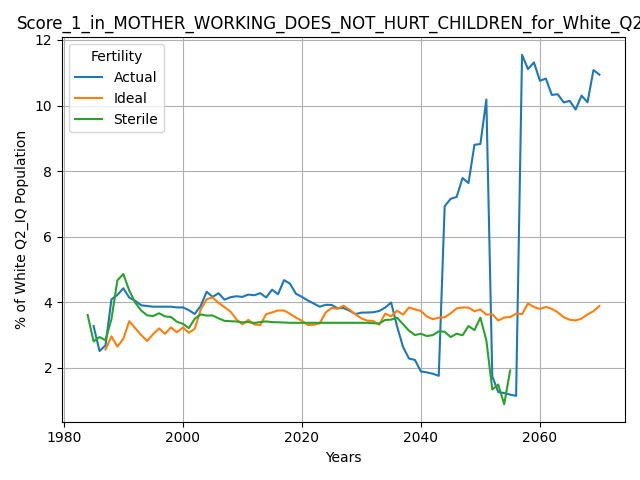 Score_1_in_MOTHER_WORKING_DOES_NOT_HURT_CHILDREN_for_White_Q2
12
10
8
6
4
2
% of White Q2_IQ Population
Fertility
Actual
Ideal
Sterile
1980
2000
2020
2040
2060
Years